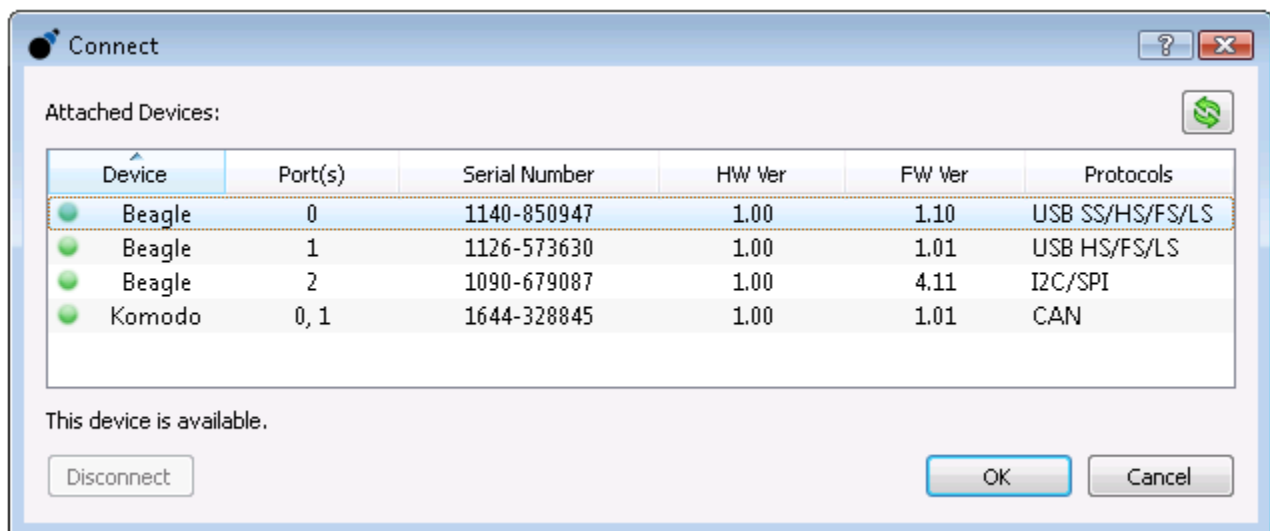 Connect
Attached Devices:
Device Port(s) Serial Number HW Ver FW Ver Protocols
Beagle 0 1140-850947 1.00 1.10 USB SS/HS/FS/LS
Beagle 1 1126-573630 1.00 1.01 USB HS/FS/LS
Beagle 2 1090-679087 1.00 4.11 I2C/SPI
Komodo 0, 1 1644-328845 1.00 1.01 CAN
This device is available.
Disconnect OK Cancel